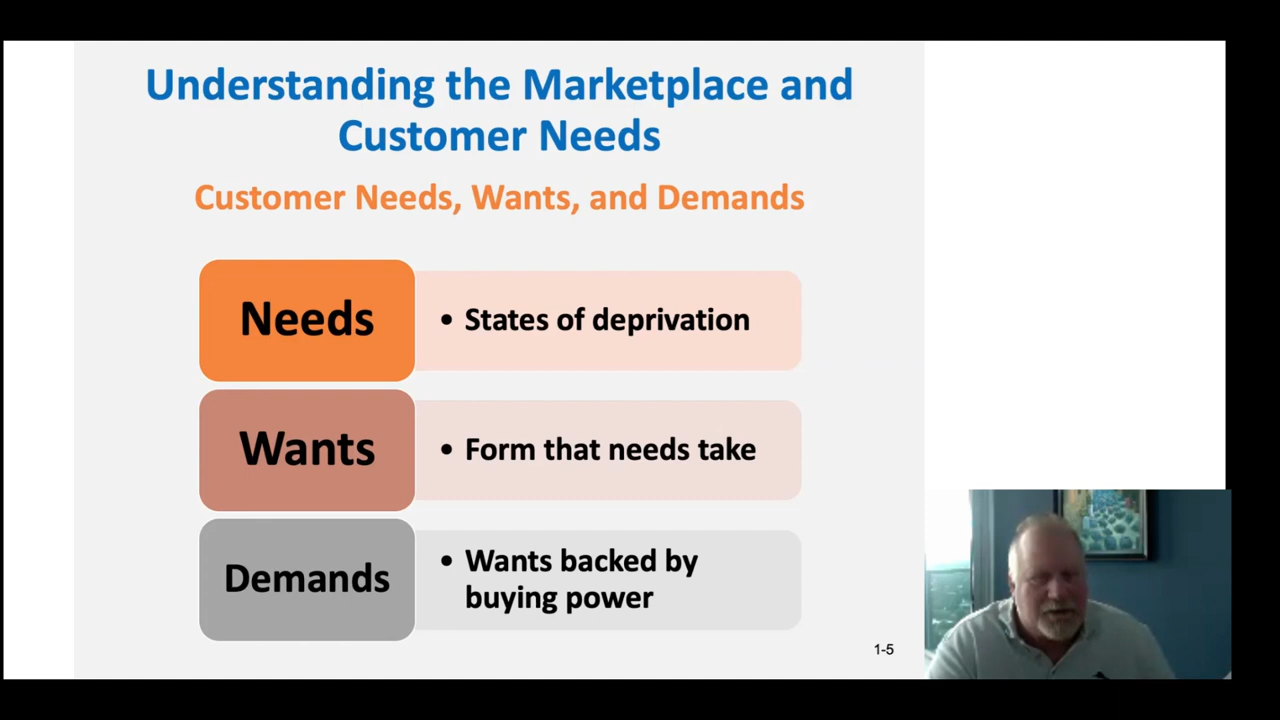 Understanding the Marketplace and
Customer Needs
Customer Needs, Wants, and Demands
Needs
• States of deprivation
Wants
• Form that needs take
Demands
• Wants backed by
buying power
1-5